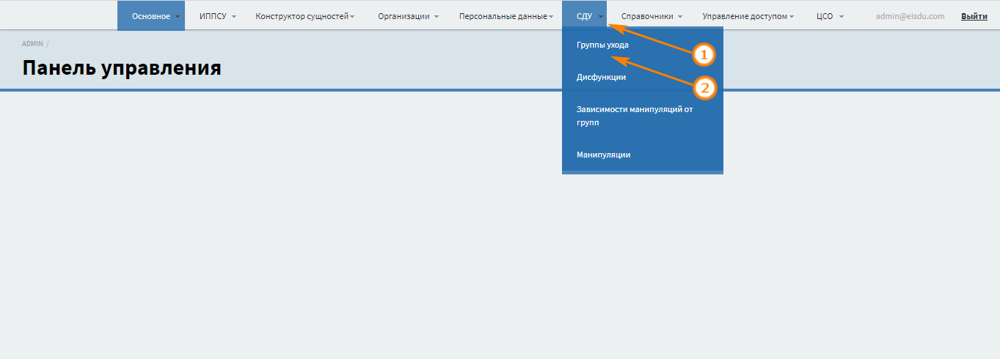 Основное ИППСУ Конструктор сущностей Организации Персональные данные СДУ Справочники Управление доступом ЦСО admin@eisdu.com Выйти
ADMIN /
Панель управления
Группы ухода
1
Дисфункции
2
Зависимости манипуляций от
групп
Манипуляции